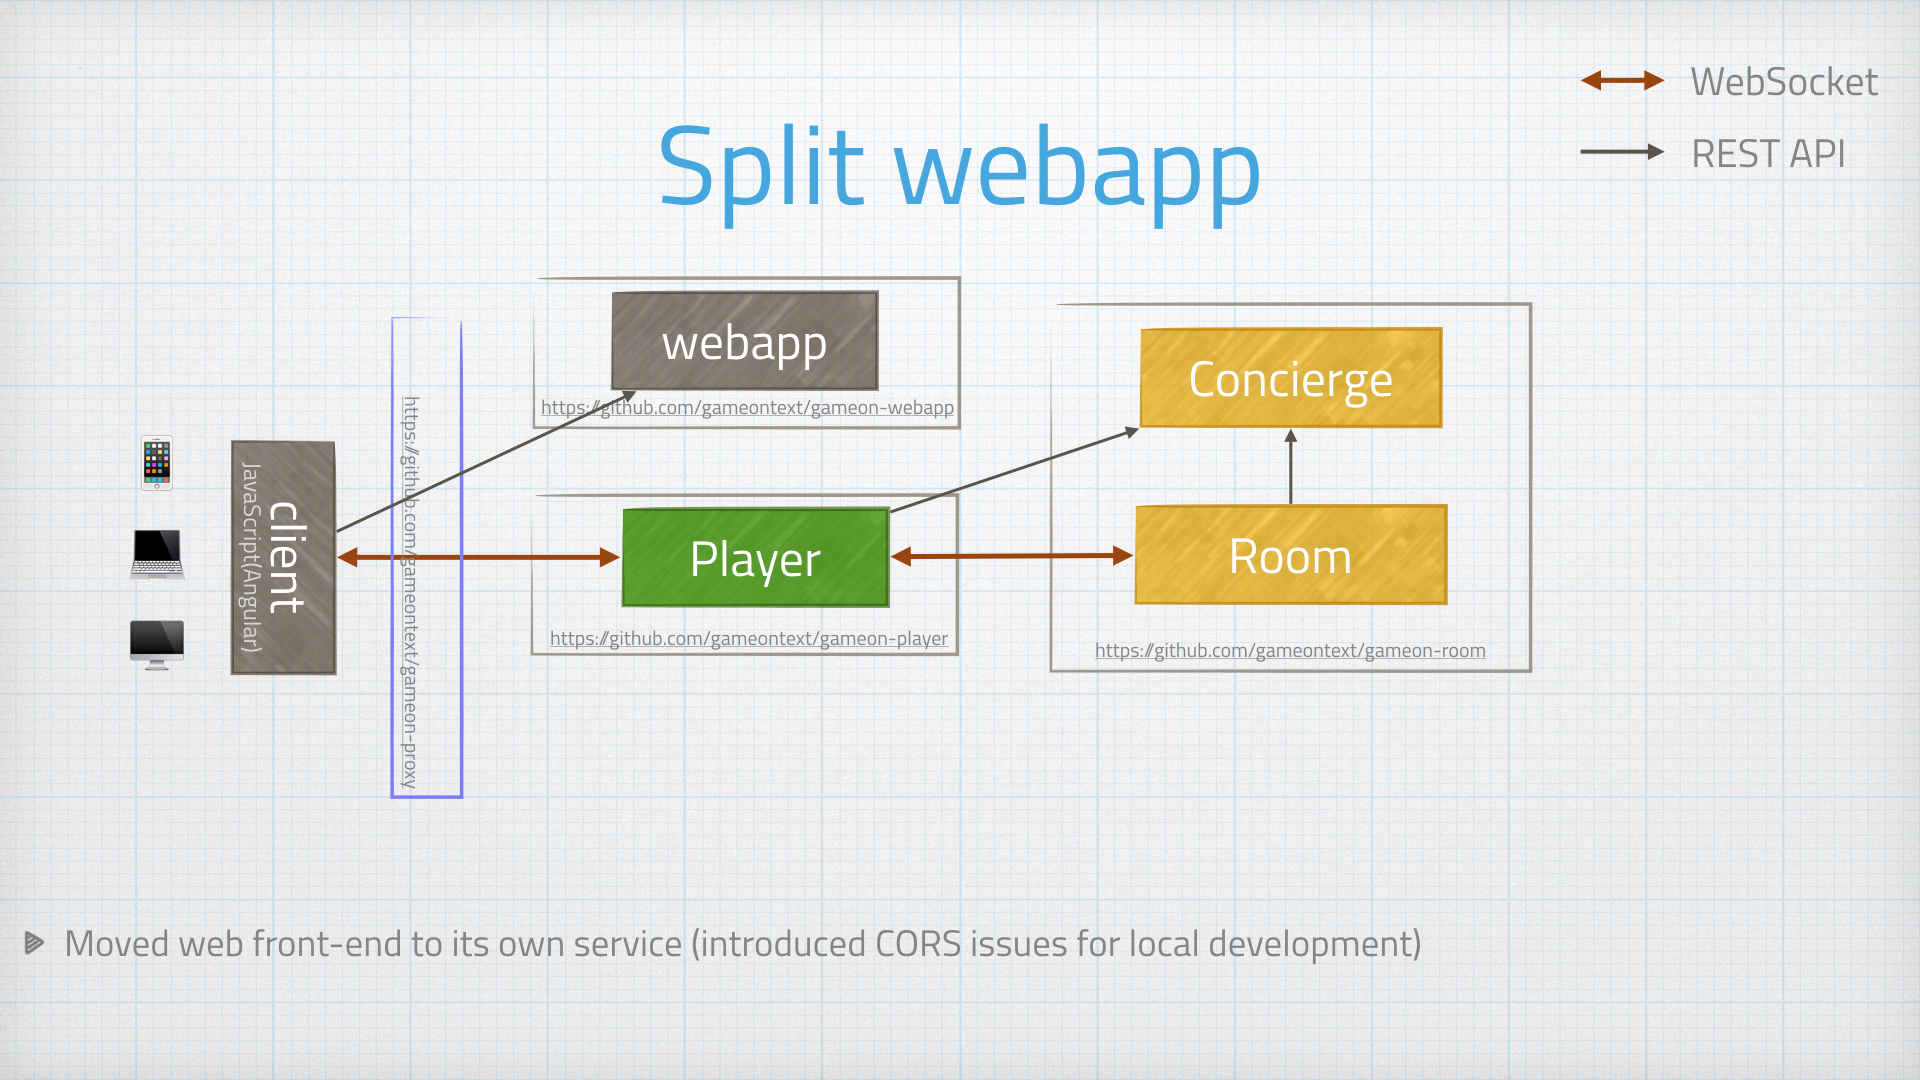 WebSocket
REST API
Split webapp
webapp
https://github.com/gameontext/gameon-webapp
Concierge
client
JavaScript(Angular)
https://github.com/gameontext/gameon-proxy
Player
https://github.com/gameontext/gameon-player
Room
https://github.com/gameontext/gameon-room
Moved web front-end to its own service (introduced CORS issues for local development)